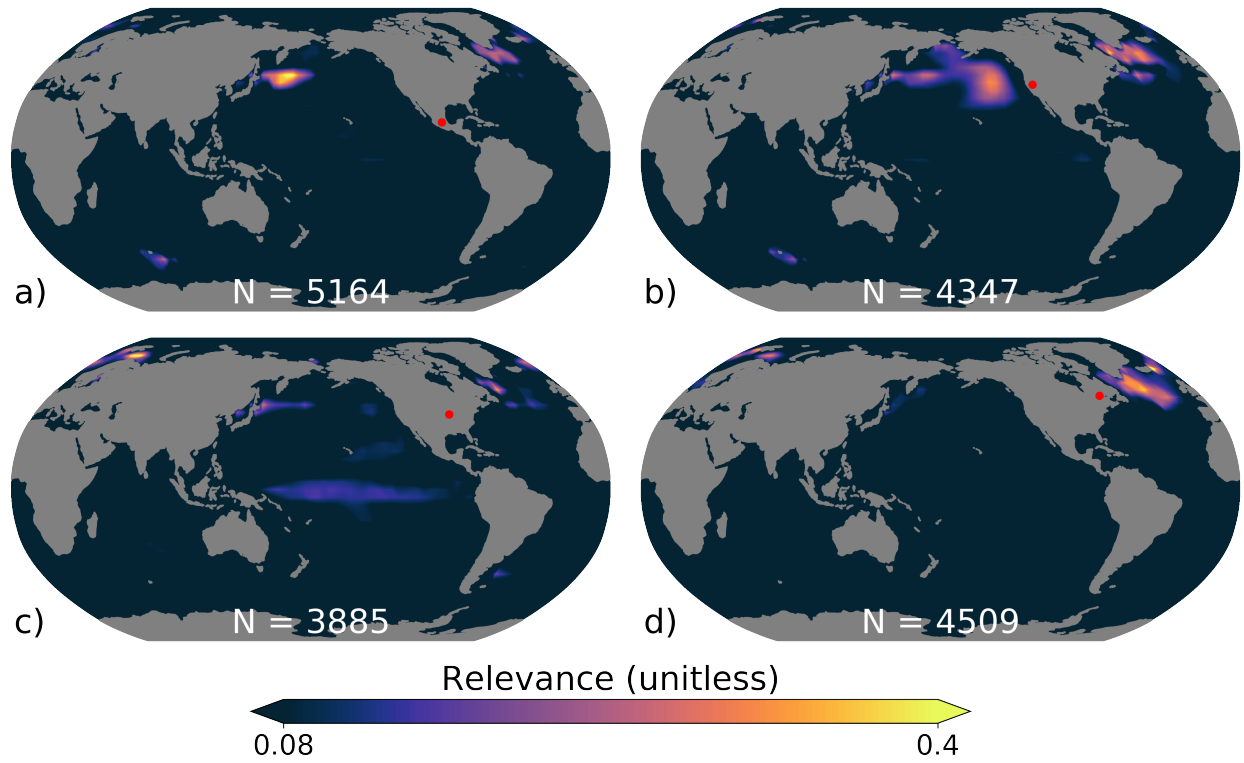 a) N = 5164
b) N = 4347
c) N = 3885
d) N = 4509
Relevance (unitless)
0.08 0.4